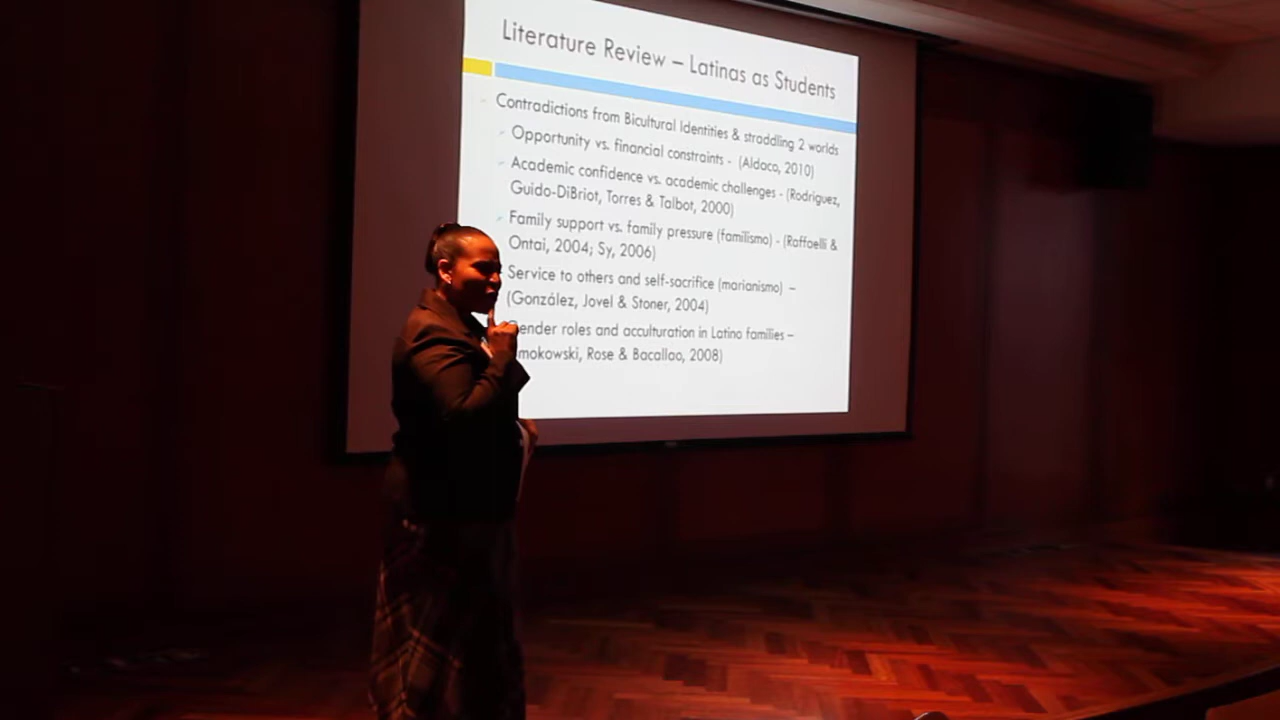 Literature Review – Latinas as Students
Contradictions from Bicultural Identities & straddling 2 worlds
Opportunity vs. financial constraints - (Aldaco, 2010)
Academic confidence vs. academic challenges - (Rodriguez,
Guido-DiBriot, Torres & Talbot, 2000)
Family support vs. family pressure (familismo) - (Raffaelli &
Ontai, 2004; Sy, 2006)
Service to others and self-sacrifice (marianismo) –
(González, Jovel & Stoner, 2004)
ender roles and acculturation in Latino families –
mokowski, Rose & Bacallao, 2008)